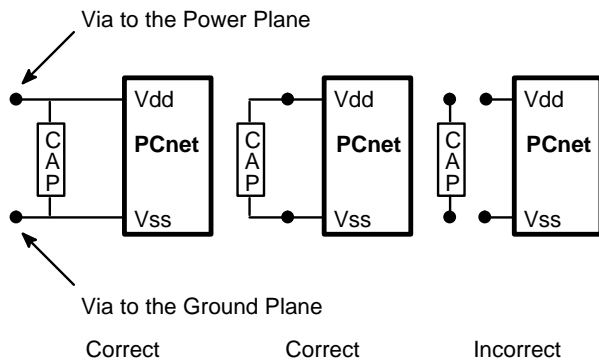 Via to the Power Plane
Vdd Vdd Vdd
CAP PCnet CAP PCnet CAP PCnet
Vss Vss Vss
Via to the Ground Plane
Correct Correct Incorrect